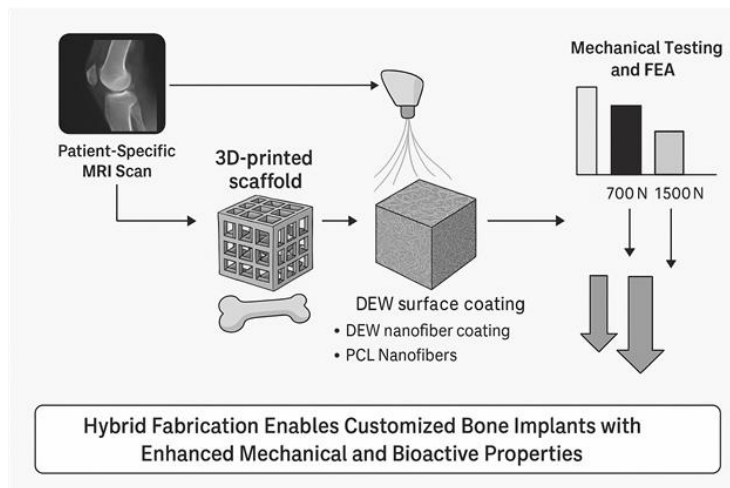 Patient-Specific
MRI Scan
3D-printed
scaffold
DEW surface coating
• DEW nanofiber coating
• PCL Nanofibers
Mechanical Testing
and FEA
700 N 1500 N
Hybrid Fabrication Enables Customized Bone Implants with
Enhanced Mechanical and Bioactive Properties